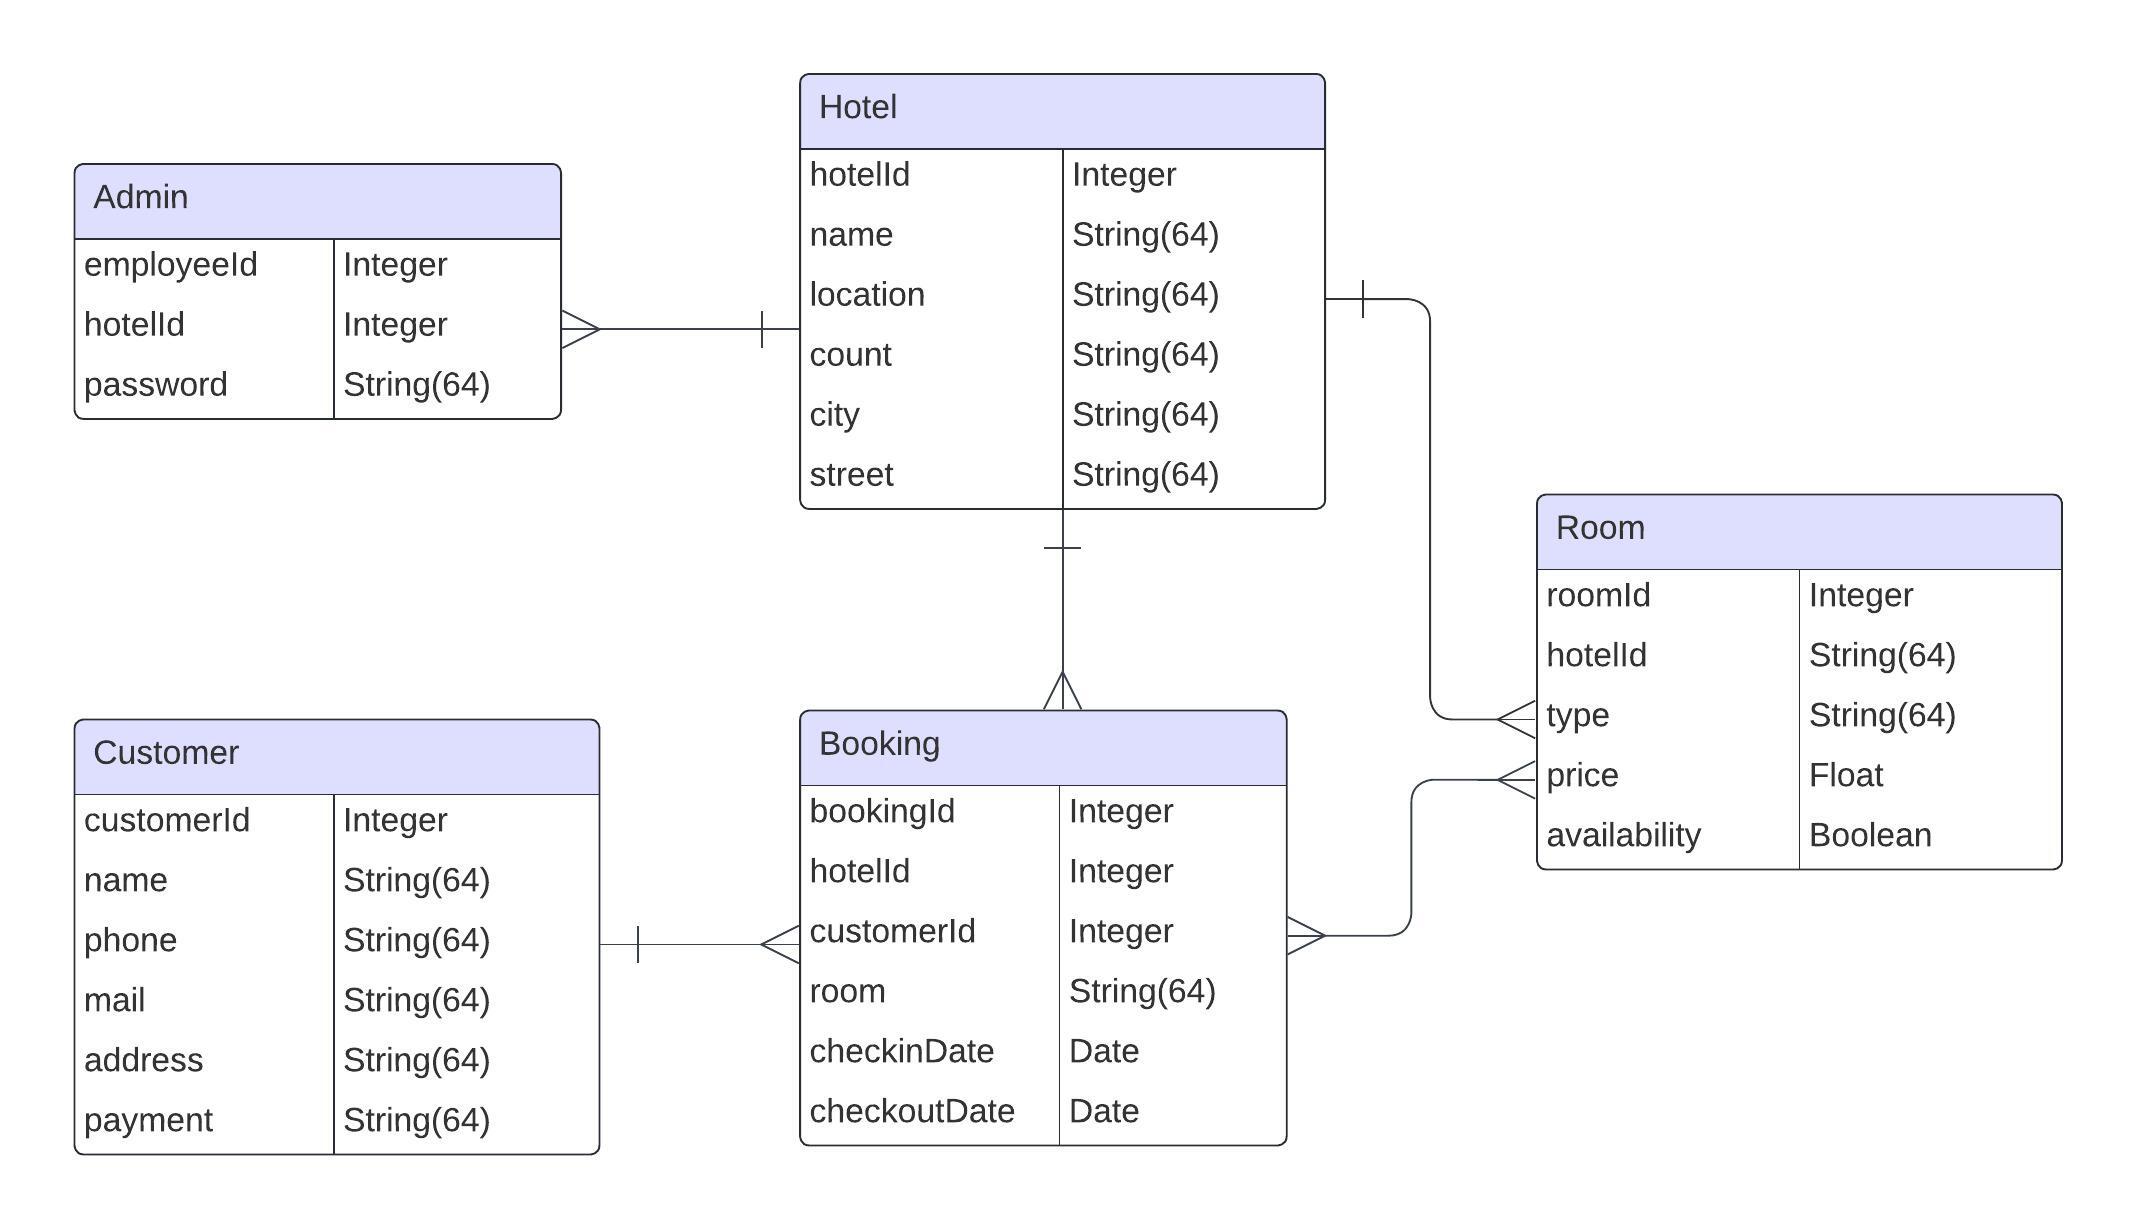 Hotel
hotelId Integer
name String(64)
location String(64)
count String(64)
city String(64)
street String(64)
Admin
employeeId Integer
hotelId Integer
password String(64)
Room
roomId Integer
hotelId String(64)
type String(64)
price Float
availability Boolean
Customer
customerId Integer
name String(64)
phone String(64)
mail String(64)
address String(64)
payment String(64)
Booking
bookingId Integer
hotelId Integer
customerId Integer
room String(64)
checkinDate Date
checkoutDate Date